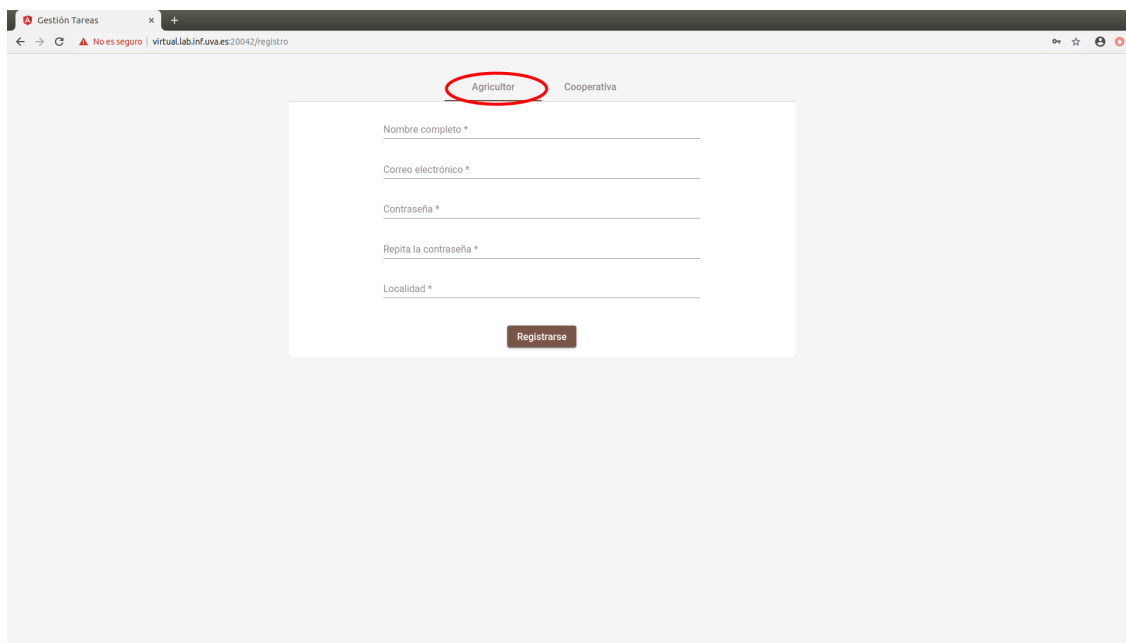 Gestión Tareas × +
No es seguro | virtual.lab.inf.uva.es:20042/registro
Agricultor Cooperativa
Nombre completo *
Correo electrónico *
Contraseña *
Repita la contraseña *
Localidad *
Registrarse